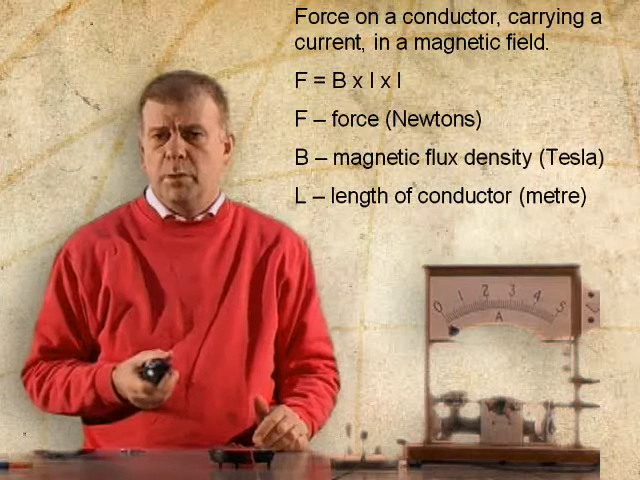 Force on a conductor, carrying a
current, in a magnetic field.
F = B x I x l
F – force (Newtons)
B – magnetic flux density (Tesla)
L – length of conductor (metre)
0 1 2 3 4 5
A